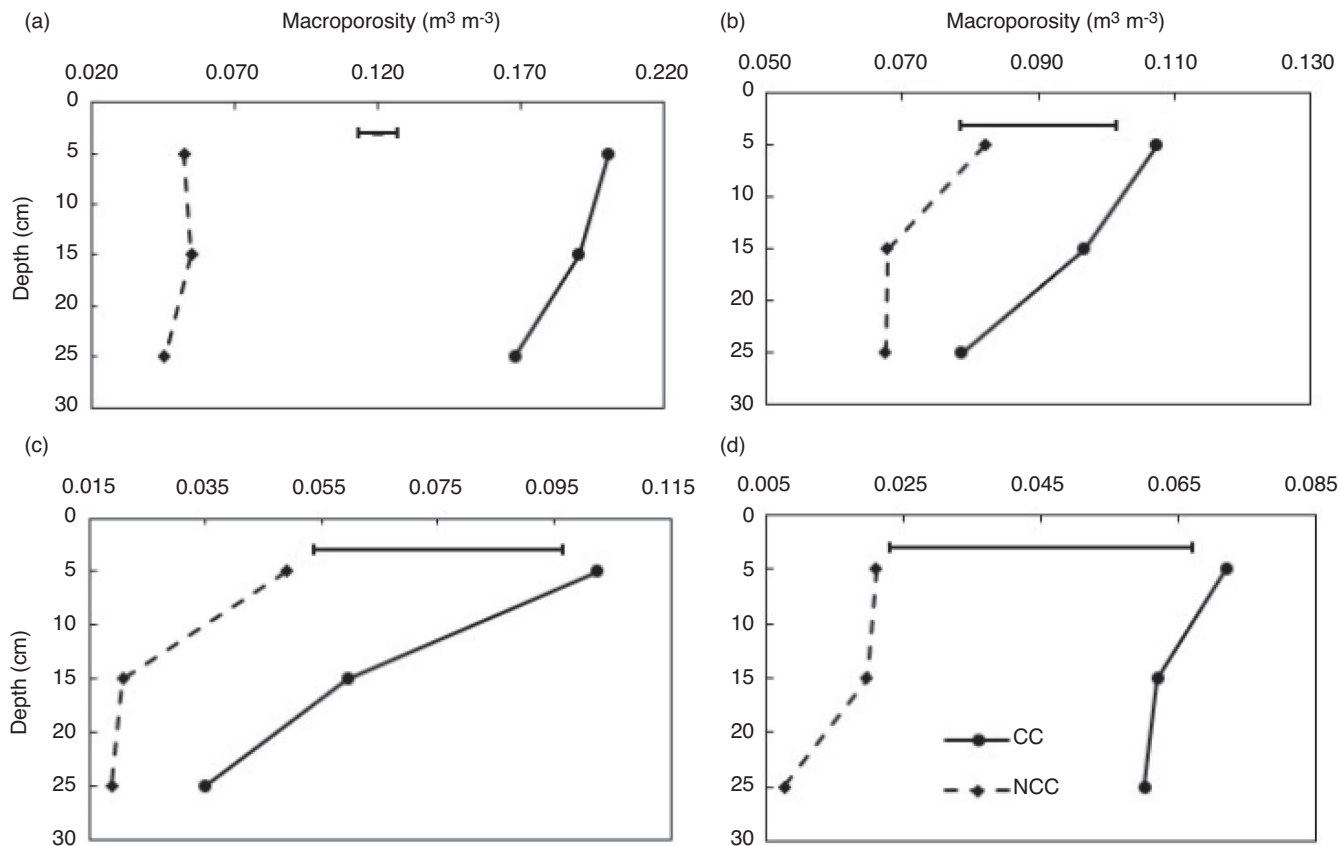 (a)
Macroporosity (m³ m⁻³)
0.020 0.070 0.120 0.170 0.220
0
5
10
15
20
25
30
Depth (cm)
(b)
Macroporosity (m³ m⁻³)
0.050 0.070 0.090 0.110 0.130
0
5
10
15
20
25
30
(c)
0.015 0.035 0.055 0.075 0.095 0.115
0
5
10
15
20
25
30
Depth (cm)
(d)
0.005 0.025 0.045 0.065 0.085
0
5
10
15
20
25
30
CC
NCC